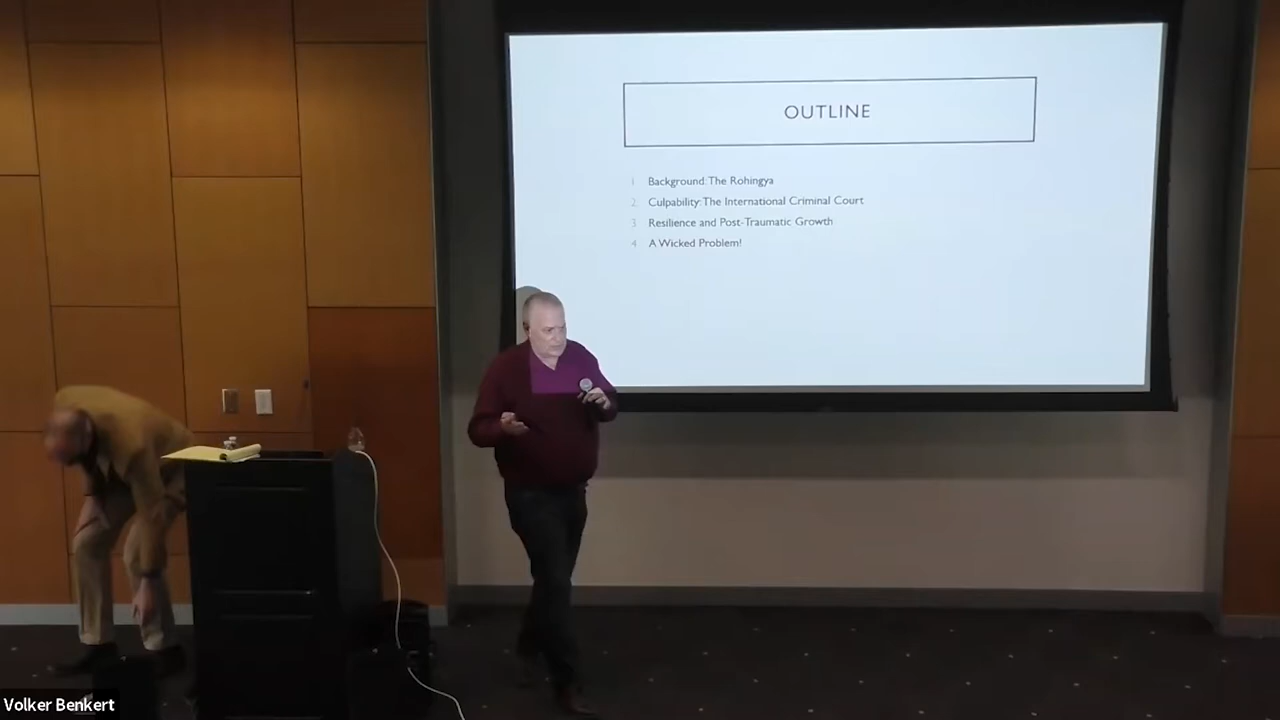 OUTLINE
1 Background: The Rohingya
2 Culpability: The International Criminal Court
3 Resilience and Post-Traumatic Growth
4 A Wicked Problem!
Volker Benkert